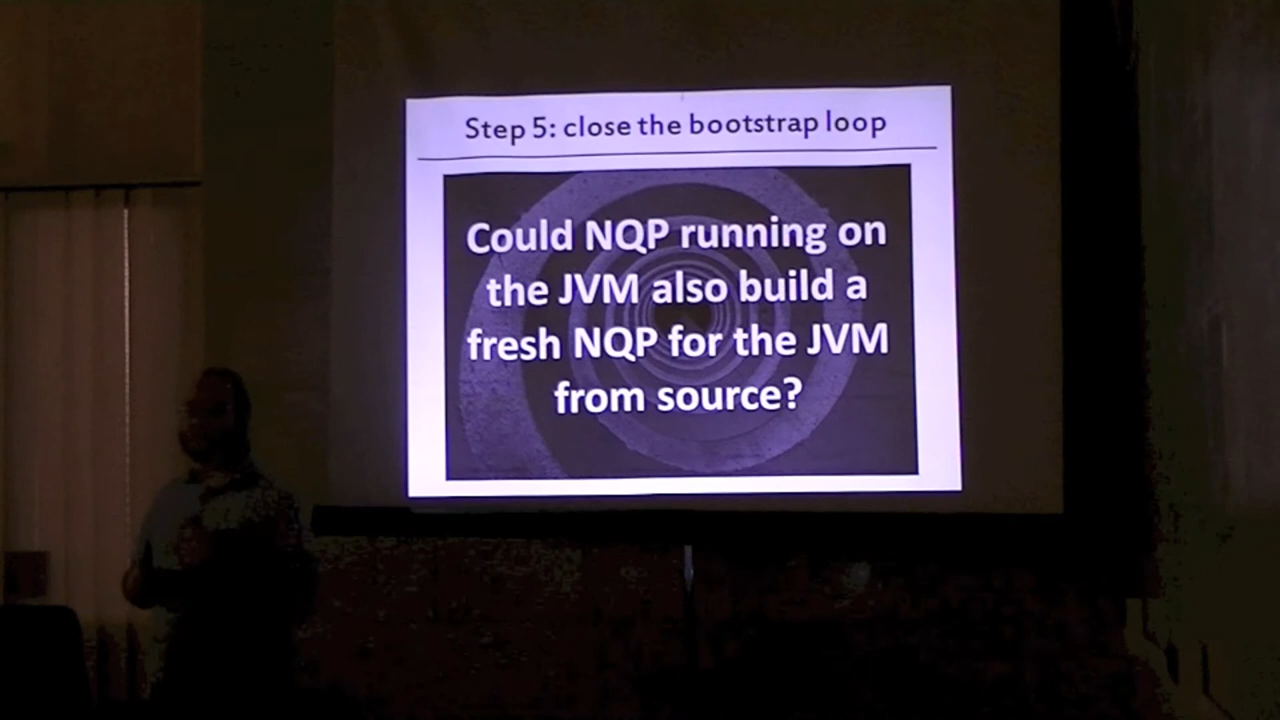 Step 5: close the bootstrap loop
Could NQP running on
the JVM also build a
fresh NQP for the JVM
from source?